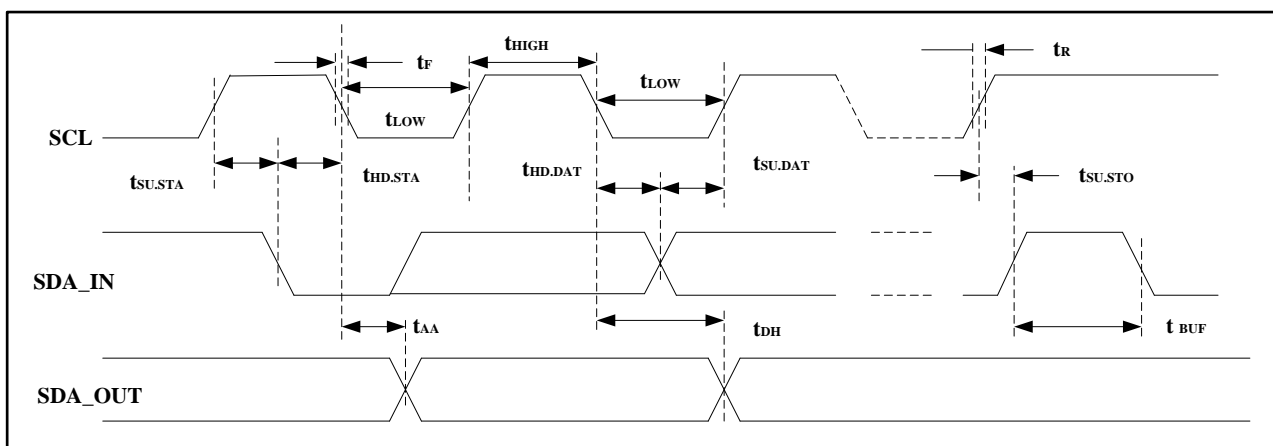 tHIGH
tF
tR
tLOW
tLOW
SCL
tSU.STA
tHD.STA
tHD.DAT
tSU.DAT
tSU.STO
SDA_IN
tAA
tDH
t BUF
SDA_OUT